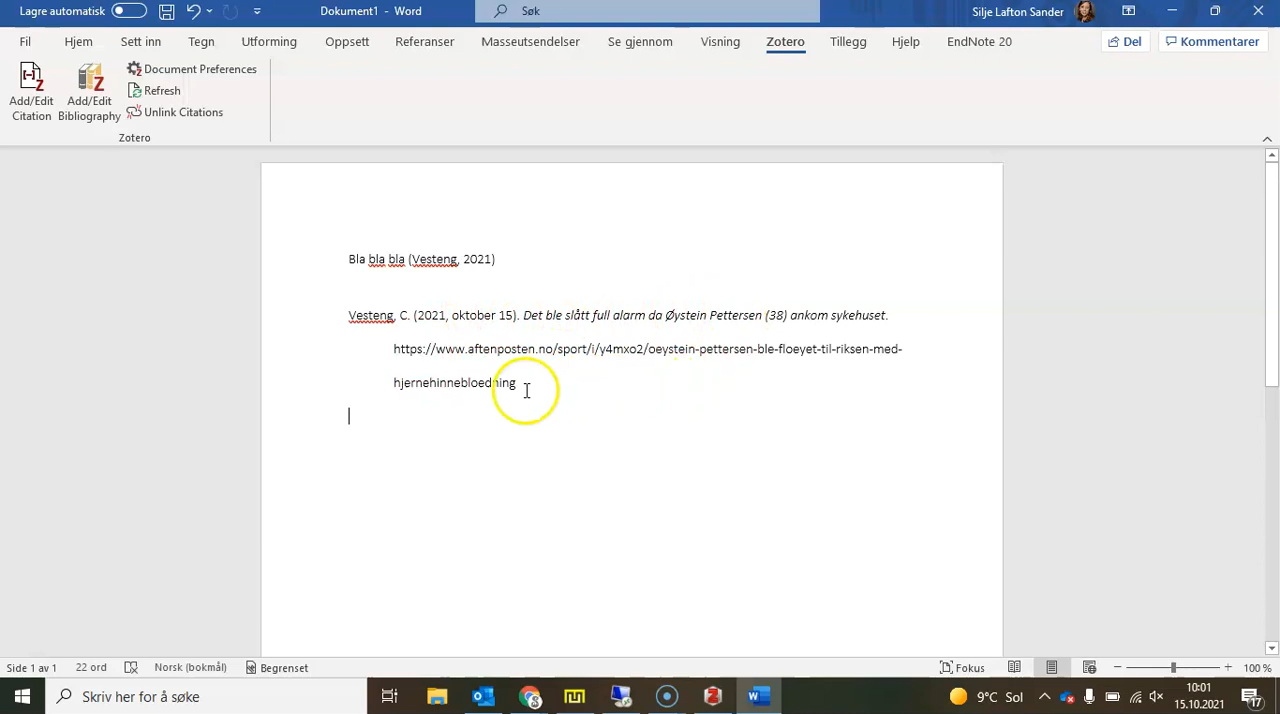 Lagre automatisk Dokument1 - Word Søk Silje Lafton Sander
Fil Hjem Sett inn Tegn Utforming Oppsett Referanser Masseutsendelser Se gjennom Visning Zotero Tillegg Hjelp EndNote 20 Del Kommentarer
Add/Edit Citation
Add/Edit Bibliography
Document Preferences
Refresh
Unlink Citations
Zotero
Bla bla bla (Vesteng, 2021)
Vesteng, C. (2021, oktober 15). Det ble slått full alarm da Øystein Pettersen (38) ankom sykehuset.
https://www.aftenposten.no/sport/i/y4mxo2/oeystein-pettersen-ble-floeyet-til-riksen-med-
hjernehinnebloedning
Side 1 av 1 22 ord Norsk (bokmål) Begrenset Fokus 100 %
Skriv her for å søke 9°C Sol 10:01
15.10.2021 17